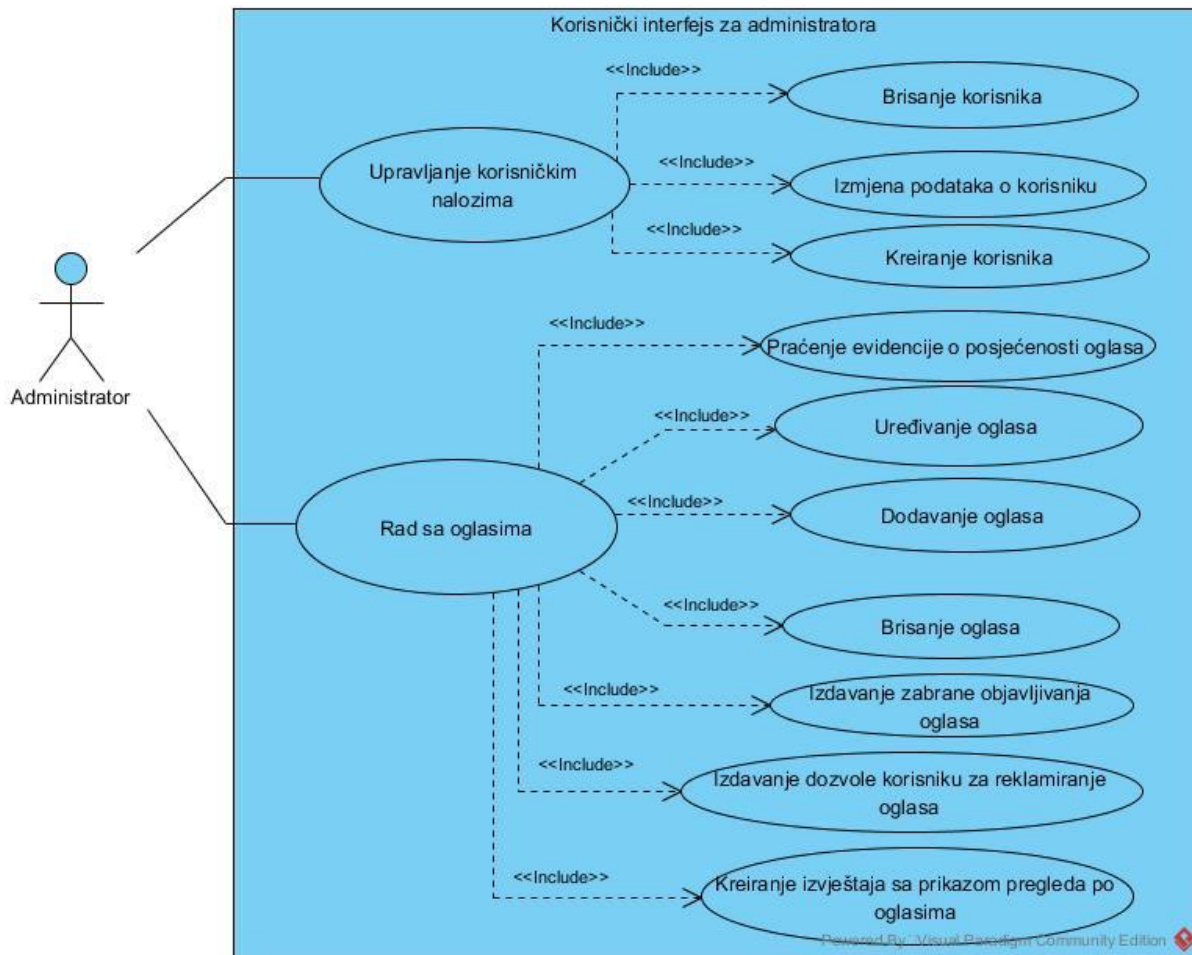 Korisnički interfejs za administratora
<<Include>>
Brisanje korisnika
Upravljanje korisničkim
nalozima
<<Include>>
Izmjena podataka o korisniku
<<Include>>
Kreiranje korisnika
Administrator
<<Include>>
Praćenje evidencije o posjećenosti oglasa
<<Include>>
Uređivanje oglasa
Rad sa oglasima
<<Include>>
Dodavanje oglasa
<<Include>>
Brisanje oglasa
<<Include>>
Izdavanje zabrane objavljivanja
oglasa
<<Include>>
Izdavanje dozvole korisniku za reklamiranje
oglasa
<<Include>>
Kreiranje izvještaja sa prikazom pregleda po
oglasima
Powered By Visual Paradigm Community Edition